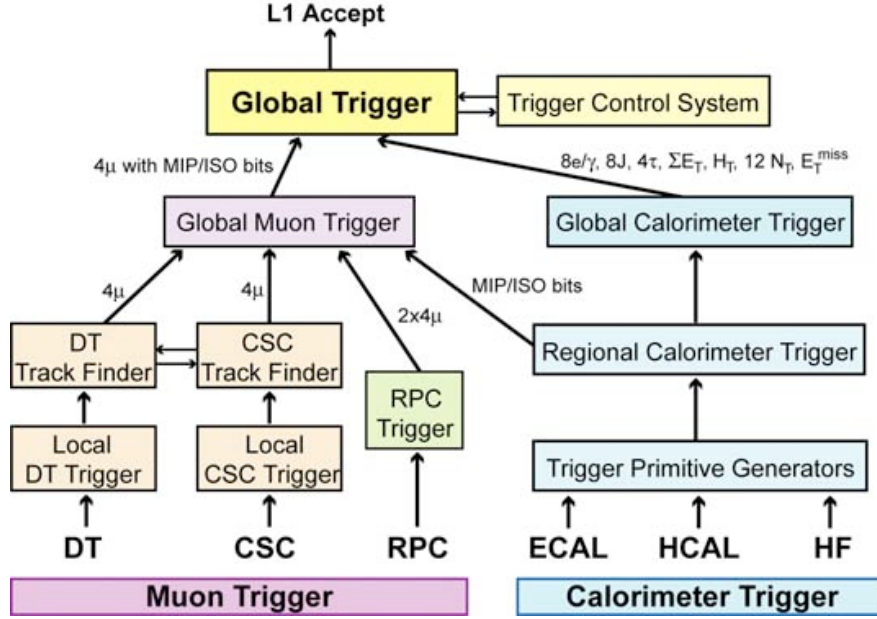 L1 Accept
Global Trigger
Trigger Control System
4μ with MIP/ISO bits
8e/γ, 8J, 4τ, ΣE_T, H_T, 12 N_T, E_T^miss
Global Muon Trigger
Global Calorimeter Trigger
4μ
4μ
2x4μ
MIP/ISO bits
DT
Track Finder
CSC
Track Finder
Regional Calorimeter Trigger
RPC
Trigger
Local
DT Trigger
Local
CSC Trigger
Trigger Primitive Generators
DT
CSC
RPC
ECAL
HCAL
HF
Muon Trigger
Calorimeter Trigger